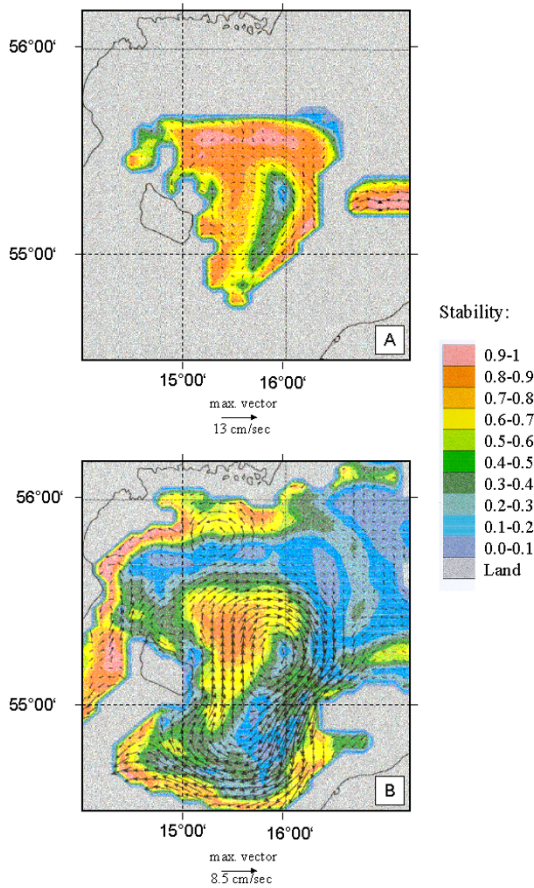 56°00‘
55°00‘
A
15°00‘ 16°00‘
max. vector
13 cm/sec
Stability:
0.9-1
0.8-0.9
0.7-0.8
0.6-0.7
0.5-0.6
0.4-0.5
0.3-0.4
0.2-0.3
0.1-0.2
0.0-0.1
Land
56°00‘
55°00‘
B
15°00‘ 16°00‘
max. vector
8.5 cm/sec